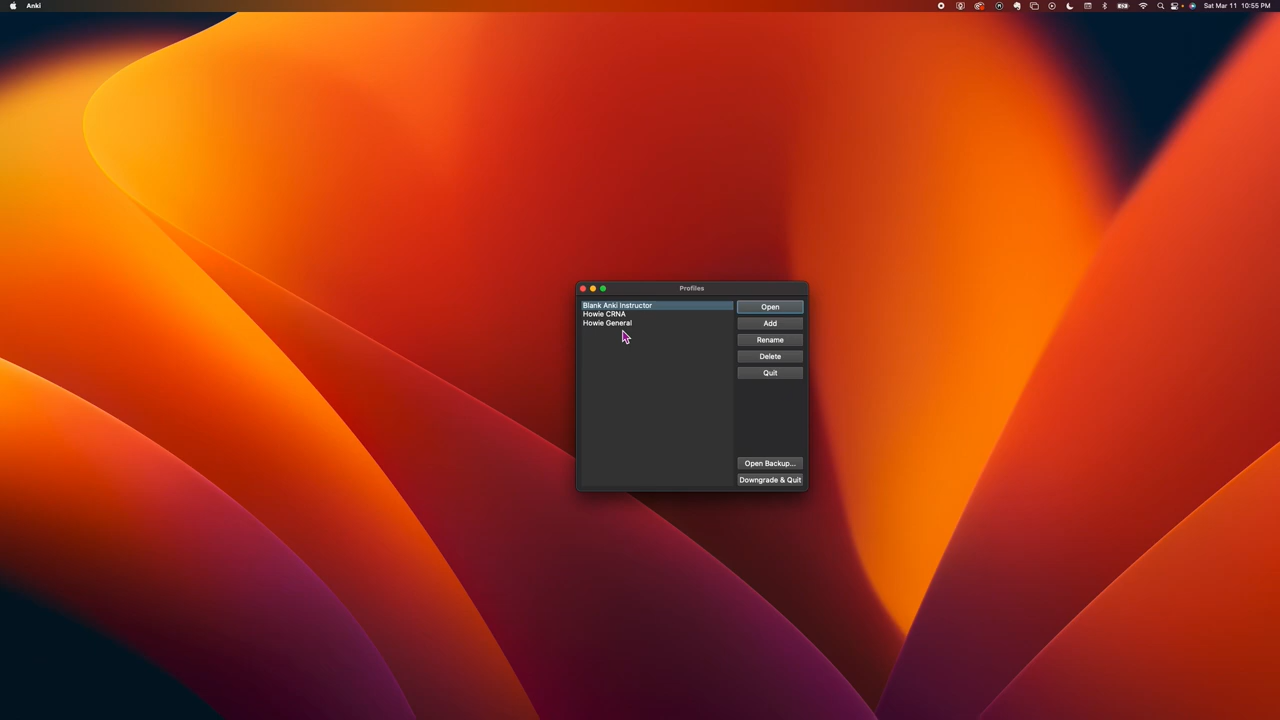 Anki
Sat Mar 11 10:55 PM
Profiles
Blank Anki Instructor
Howie CRNA
Howie General
Open
Add
Rename
Delete
Quit
Open Backup...
Downgrade & Quit